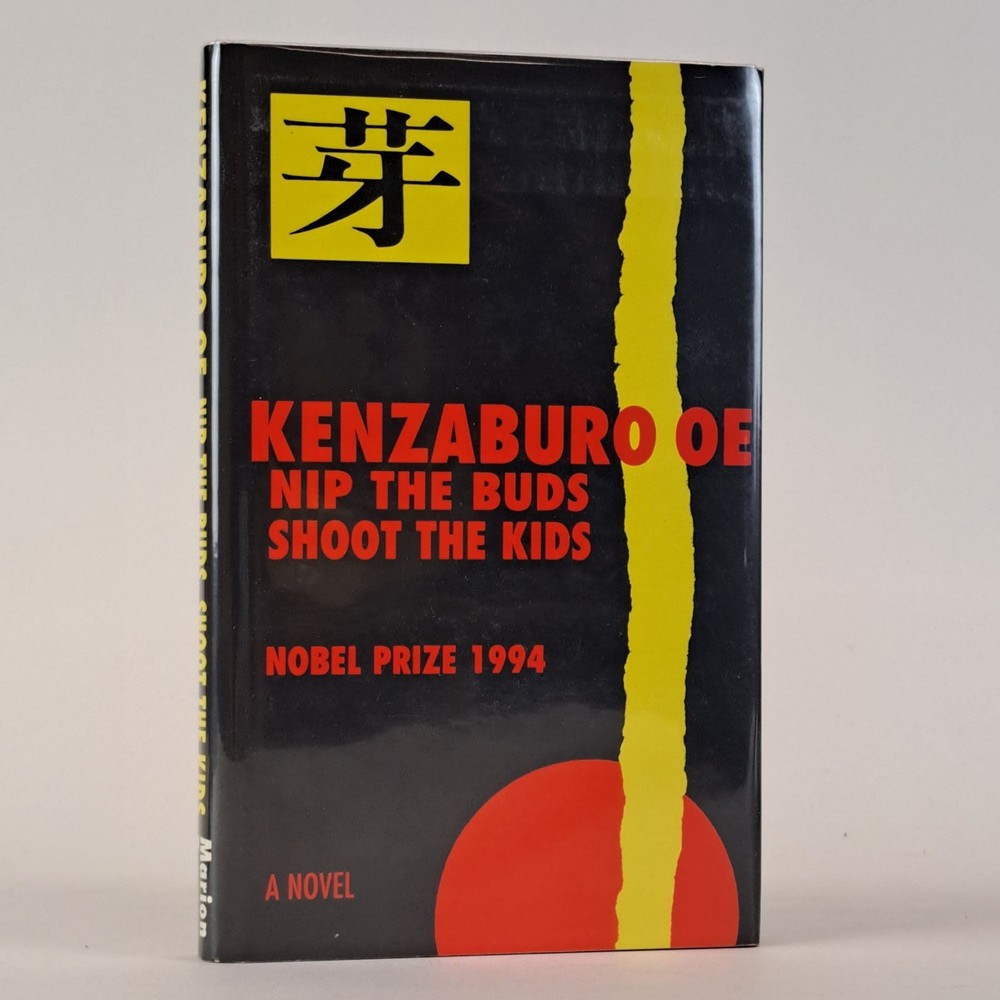 芽
KENZABURO OE
NIP THE BUDS
SHOOT THE KIDS
NOBEL PRIZE 1994
A NOVEL
KENZABURO OE NIP THE BUDS SHOOT THE KIDS Marion